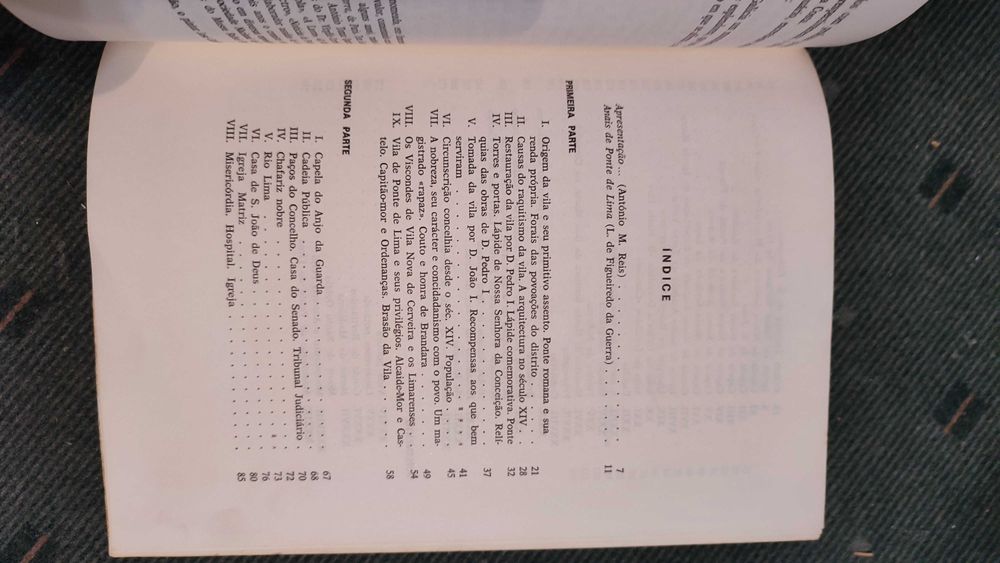 INDICE
Apresentação ... (António M. Reis) . . . . . . . . . . 7
Anais de Ponte de Lima (L. de Figueiredo da Guerra) . . . . 11
PRIMEIRA PARTE
I. Origem da vila e seu primitivo assento. Ponte romana e sua
renda própria. Forais das povoações do distrito . . . . 21
II. Causas do raquitismo da vila. A arquitectura no século XIV . . 28
III. Restauração da vila por D. Pedro I. Lápide comemorativa. Ponte 32
IV. Torres e portas. Lápide de Nossa Senhora da Conceição. Relí-
quias das obras de D. Pedro I . . . . . . . . . 37
V. Tomada da vila por D. João I. Recompensas aos que bem
serviram . . . . . . . . . . . . . 41
VI. Circunscrição concelhia desde o séc. XIV. População . . . . 45
VII. A nobreza, seu carácter e concidadanismo com o povo. Um ma-
gistrado «rapaz». Couto e honra de Brandara . . . . . 49
VIII. Os Viscondes de Vila Nova de Cerveira e os Limarenses . . . 54
IX. Vila de Ponte de Lima e seus privilégios. Alcaide-Mor e Cas-
telo. Capitão-mor e Ordenanças. Brasão da Vila . . . . 58
SEGUNDA PARTE
I. Capela do Anjo da Guarda . . . . . . . . . . 67
II. Cadeia Pública . . . . . . . . . . . . 68
III. Paços do Concelho. Casa do Senado. Tribunal Judiciário . . . 70
IV. Chafariz nobre . . . . . . . . . . . . 72
V. Rio Lima . . . . . . . . . . . . . . 73
VI. Casa de S. João de Deus . . . . . . . . . . 76
VII. Igreja Matriz . . . . . . . . . . . . . 80
VIII. Misericórdia. Hospital. Igreja . . . . . . . . . 85